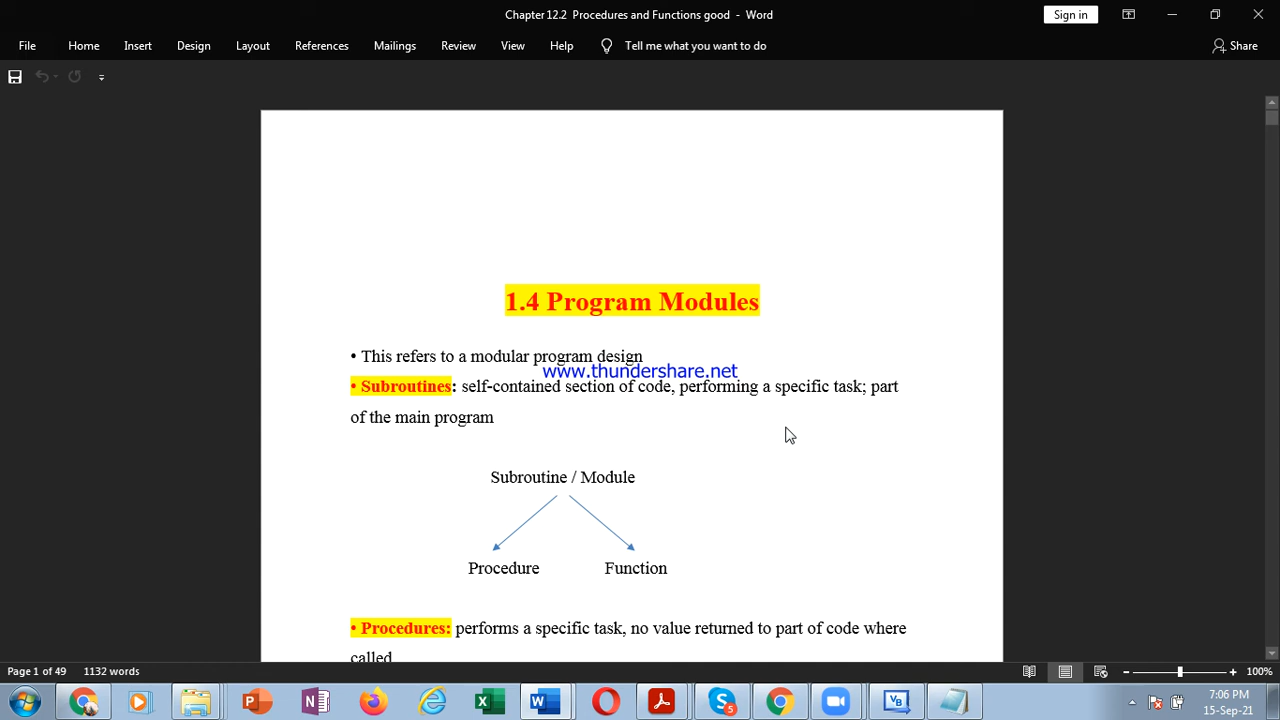 Chapter 12.2  Procedures and Functions good  -  Word
Sign in
File Home Insert Design Layout References Mailings Review View Help Tell me what you want to do Share
1.4 Program Modules
• This refers to a modular program design
www.thundershare.net
• Subroutines: self-contained section of code, performing a specific task; part
of the main program
Subroutine / Module
Procedure Function
• Procedures: performs a specific task, no value returned to part of code where
called
Page 1 of 49 1132 words 100%
7:06 PM
15-Sep-21